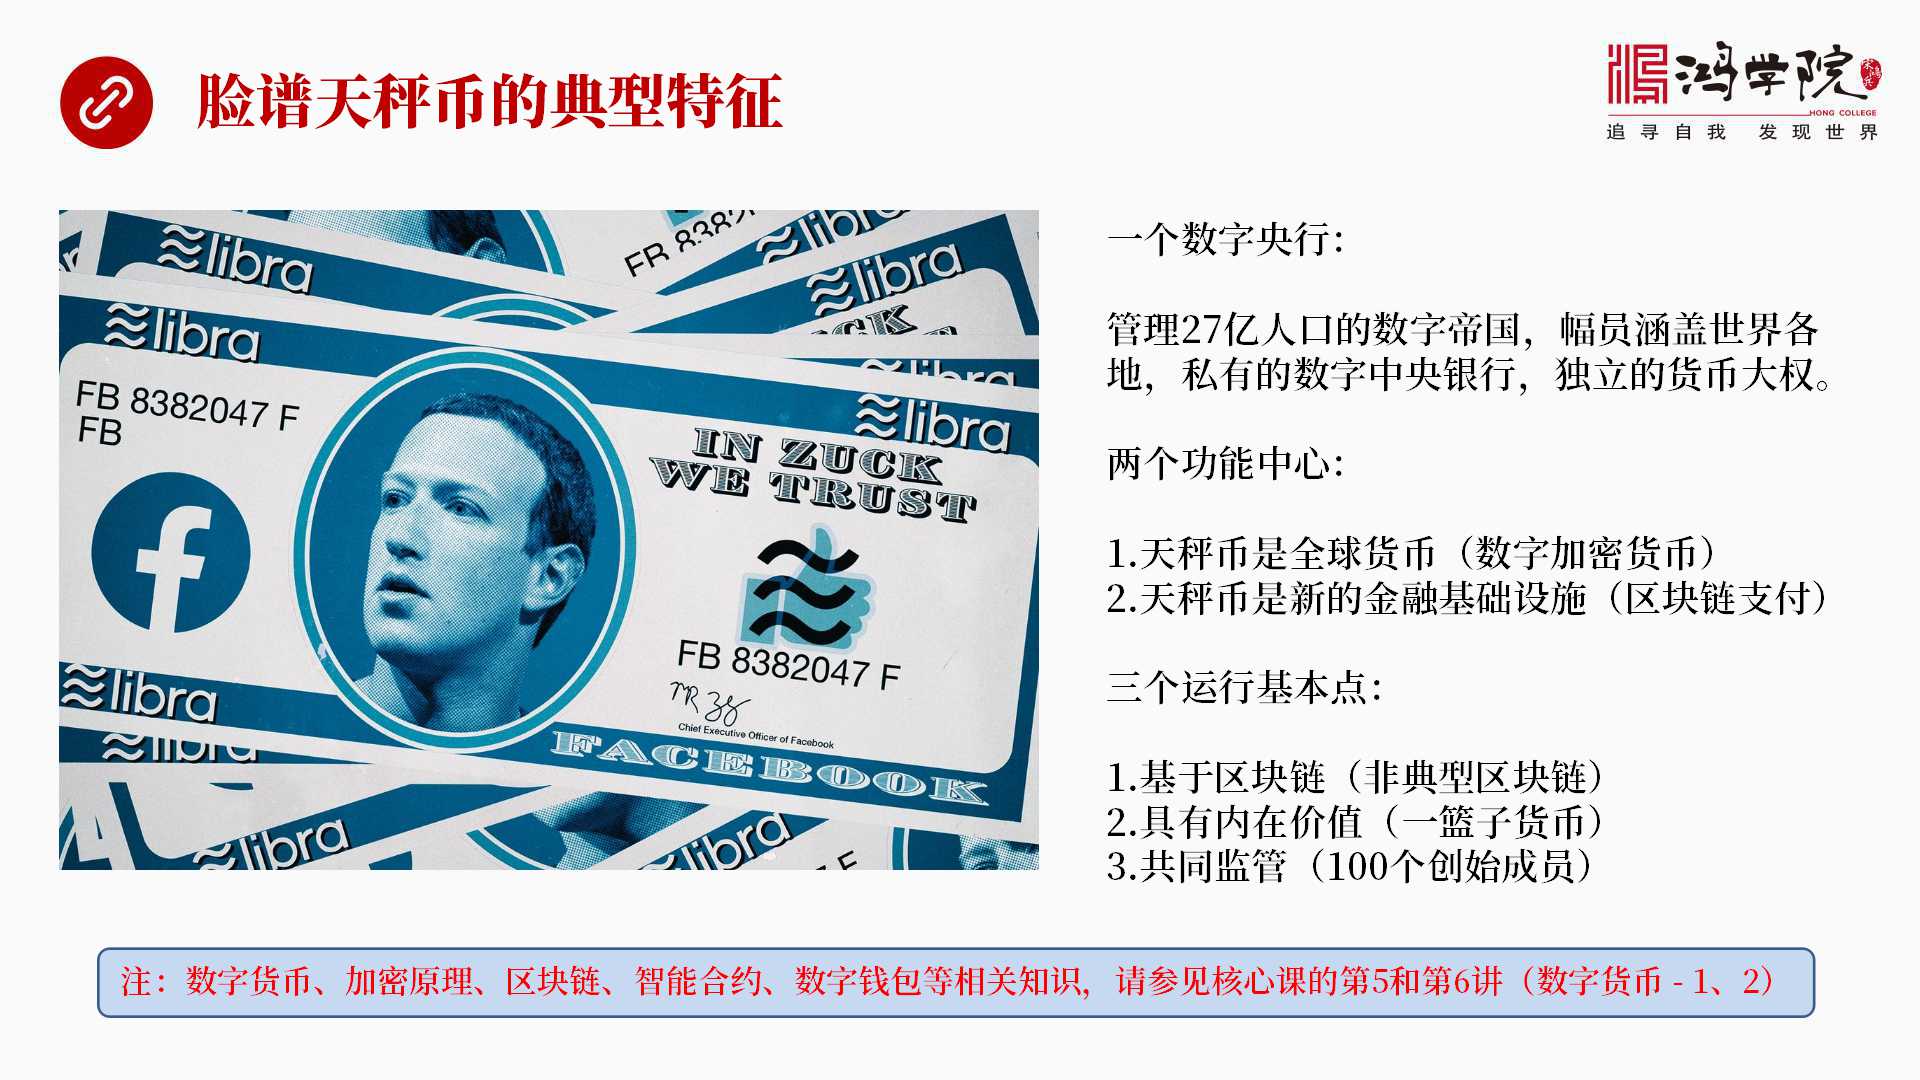 脸谱天秤币的典型特征
鸿学院
宋鸿兵
HONG COLLEGE
追寻自我 发现世界
libra
FB 8382
libra
libra
libra
libra
FB 8382047 F
FB
libra
IN ZUCK
WE TRUST
FB 8382047 F
Chief Executive Officer of Facebook
libra
FACEBOOK
libra
libra
libra
一个数字央行：
管理27亿人口的数字帝国，幅员涵盖世界各
地，私有的数字中央银行，独立的货币大权。
两个功能中心：
1.天秤币是全球货币（数字加密货币）
2.天秤币是新的金融基础设施（区块链支付）
三个运行基本点：
1.基于区块链（非典型区块链）
2.具有内在价值（一篮子货币）
3.共同监管（100个创始成员）
注：数字货币、加密原理、区块链、智能合约、数字钱包等相关知识，请参见核心课的第5和第6讲（数字货币 - 1、2）